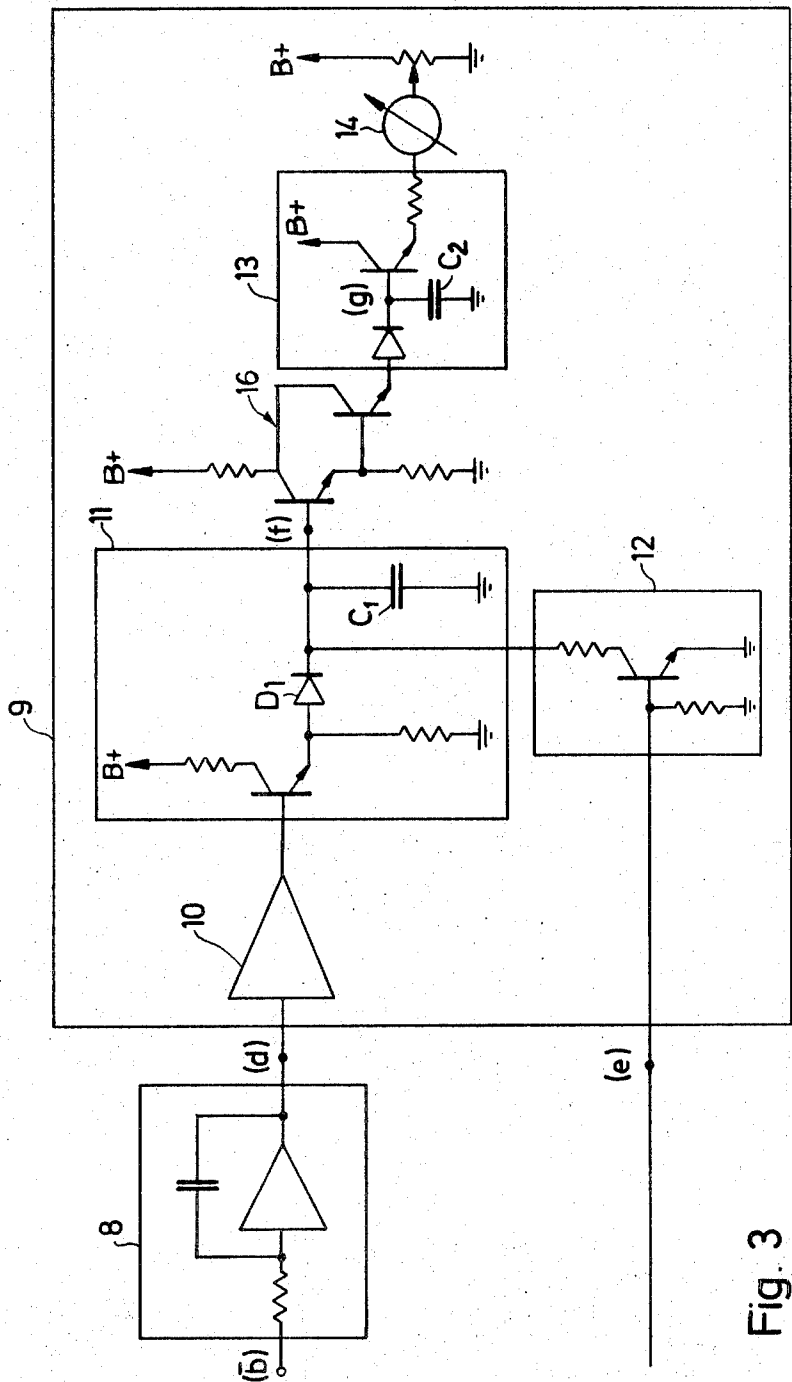 9
B+
B+
14
13
B+
(g)
C2
16
B+
11
(f)
C1
B+
D1
12
10
8
(d)
(b̄)
(e)
Fig. 3